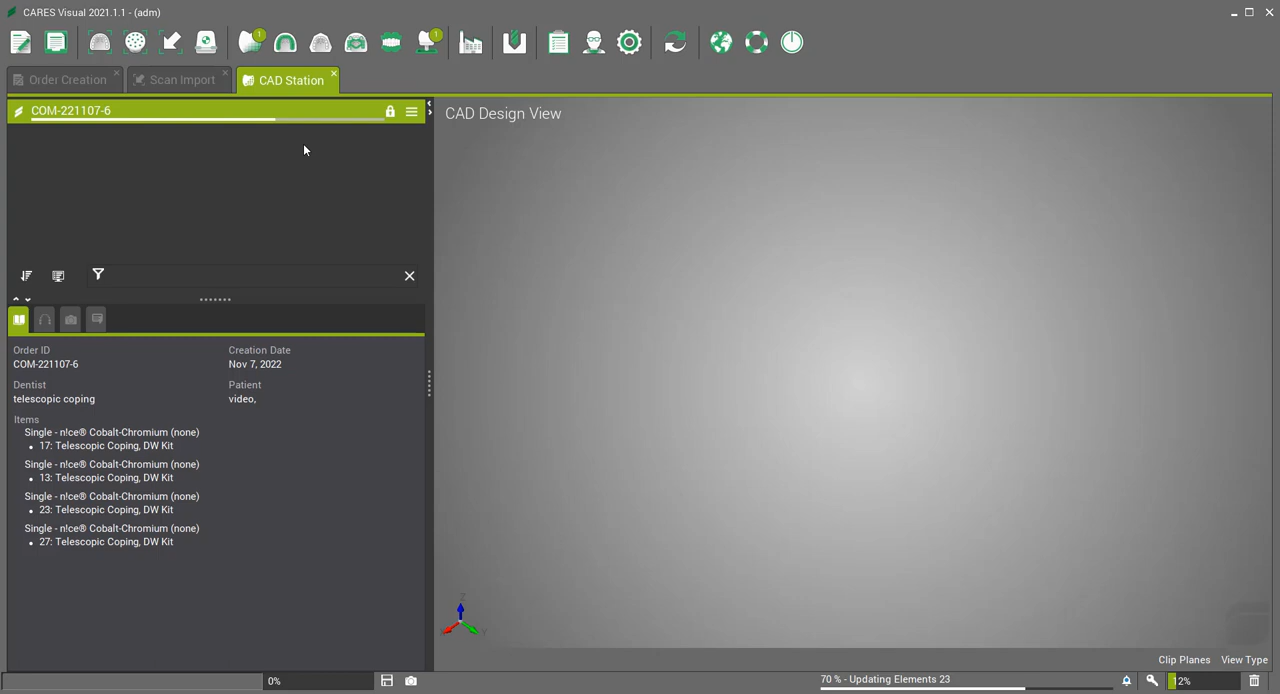 CARES Visual 2021.1.1 - (adm)
1
1
Order Creation
Scan Import
CAD Station
COM-221107-6
CAD Design View
Order ID
Creation Date
COM-221107-6
Nov 7, 2022
Dentist
Patient
telescopic coping
video,
Items
Single - n!ce® Cobalt-Chromium (none)
• 17: Telescopic Coping, DW Kit
Single - n!ce® Cobalt-Chromium (none)
• 13: Telescopic Coping, DW Kit
Single - n!ce® Cobalt-Chromium (none)
• 23: Telescopic Coping, DW Kit
Single - n!ce® Cobalt-Chromium (none)
• 27: Telescopic Coping, DW Kit
Z
X
Y
Clip Planes
View Type
0%
70 % - Updating Elements 23
12%